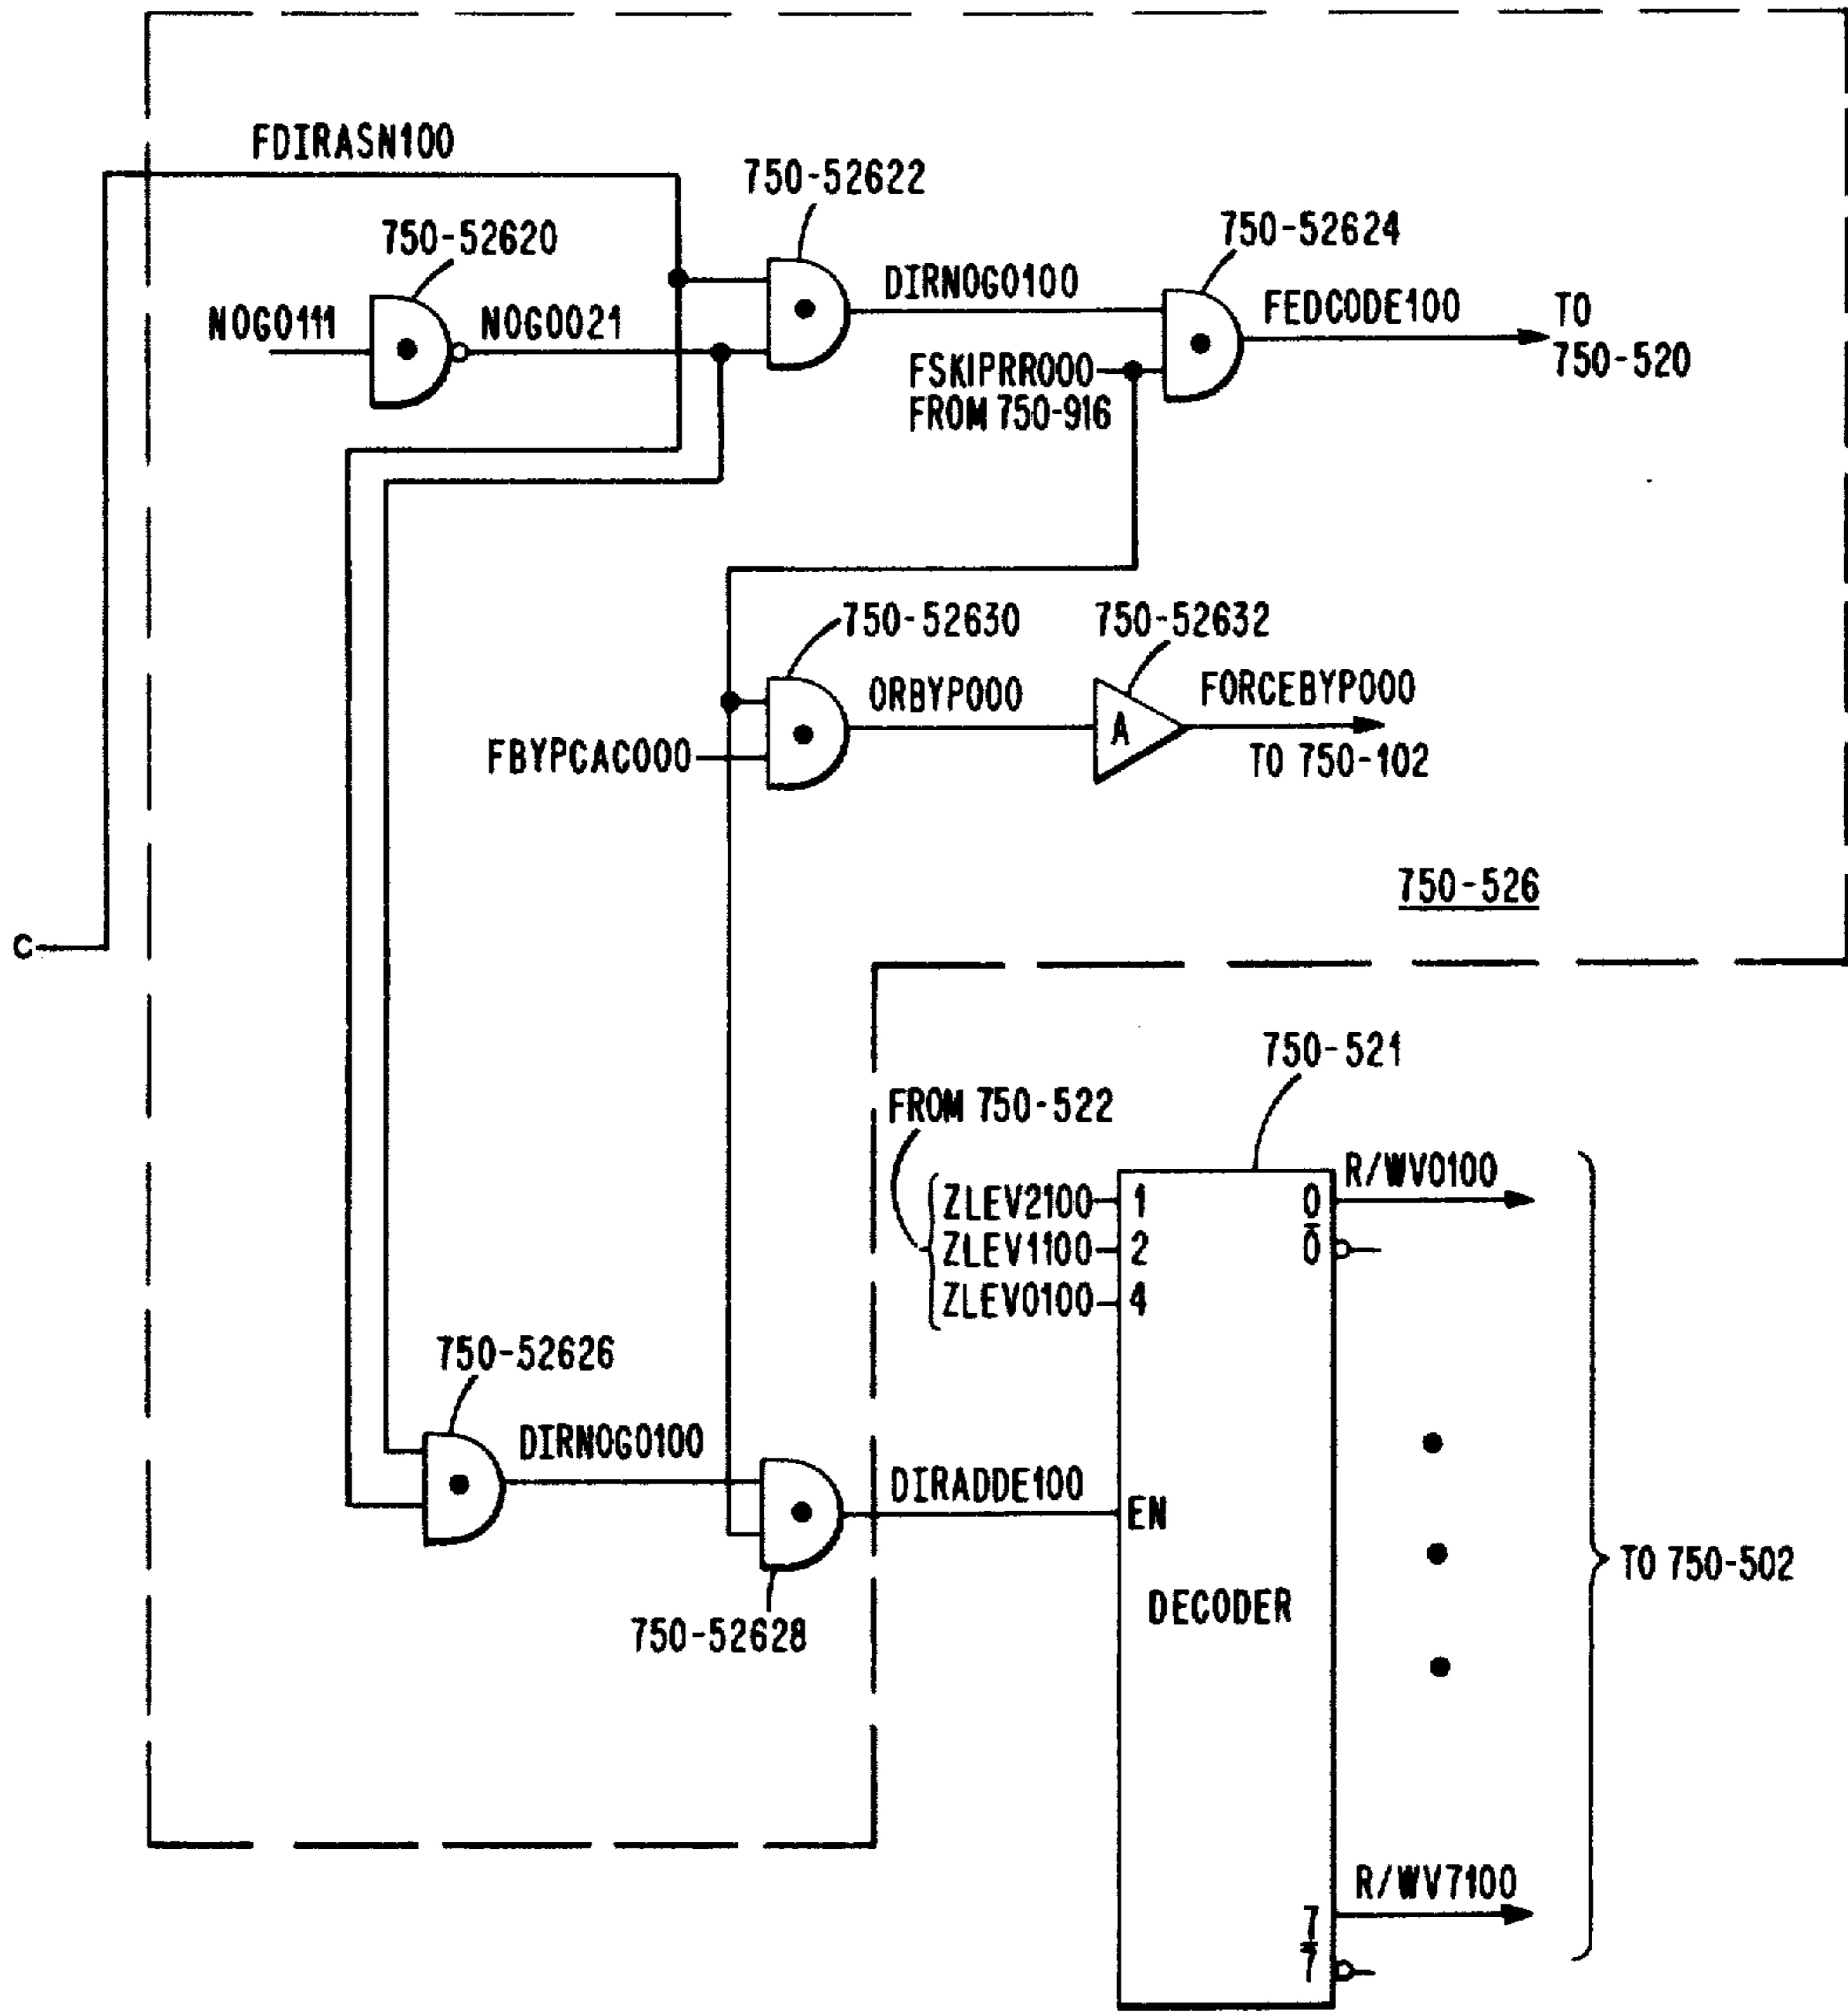 FDIRASN100
750-52622
750-52620
750-52624
NOGO111
NOGO021
DIRNOGO100
FEDCODE100
TO
750-520
FSKIPRR000
FROM 750-916
750-52630
750-52632
ORBYP000
FORCEBYP000
FBYPCAC000
A
TO 750-102
750-526
C
750-521
FROM 750-522
R/WV0100
ZLEV2100
1
0
ZLEV1100
2
0̅
ZLEV0100
4
750-52626
DIRNOGO100
DIRADDE100
EN
TO 750-502
DECODER
750-52628
R/WV7100
7
7̅